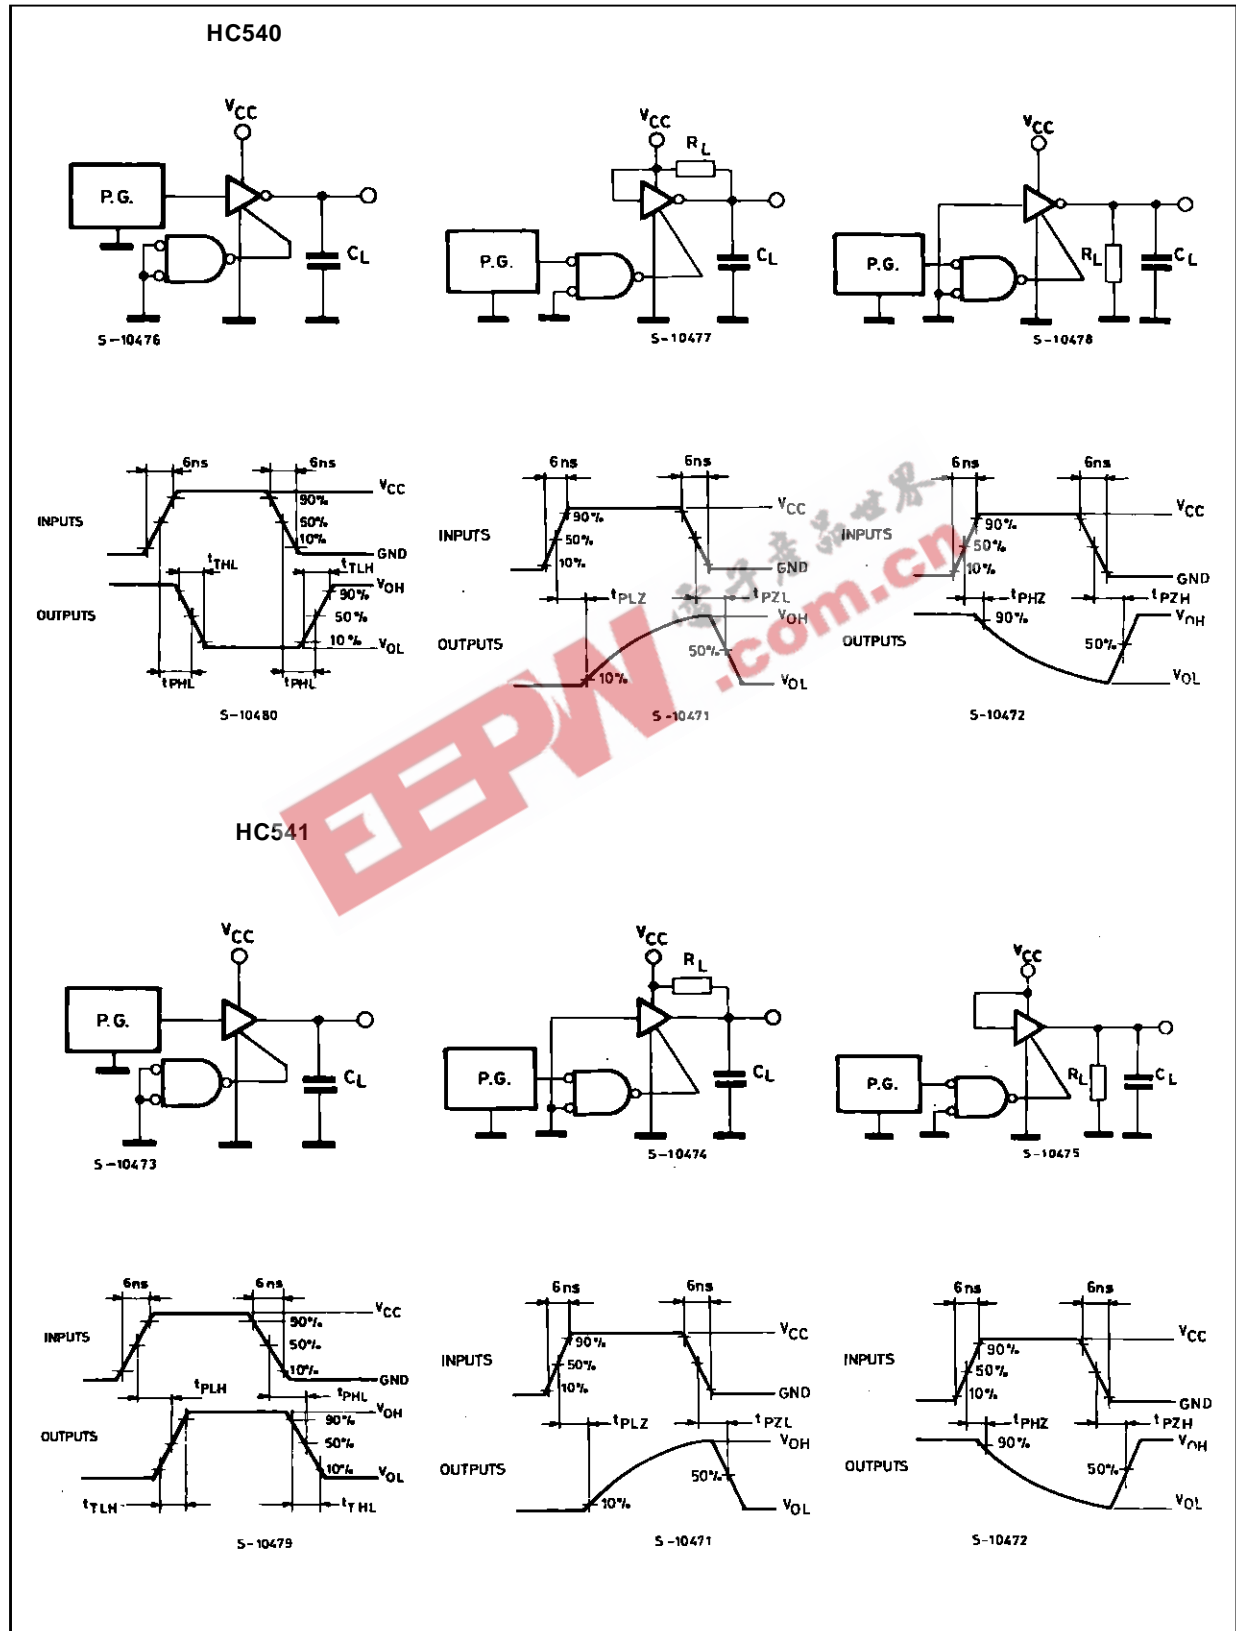 HC540
VCC
VCC
RL
VCC
P.G.
CL
P.G.
CL
P.G.
RL
CL
S-10476
S-10477
S-10478
6ns
6ns
VCC
90%
50%
10%
GND
INPUTS
tTHL
tTLH
VOH
90%
50%
10%
VOL
OUTPUTS
tPHL
tPHL
S-10480
6ns
6ns
VCC
90%
50%
10%
GND
INPUTS
tPLZ
tPZL
VOH
50%
10%
VOL
OUTPUTS
S-10471
6ns
6ns
VCC
90%
50%
10%
GND
INPUTS
tPHZ
tPZH
VOH
90%
50%
VOL
OUTPUTS
S-10472
电子产品世界
EEPW.com.cn
HC541
VCC
VCC
RL
VCC
P.G.
CL
P.G.
CL
P.G.
RL
CL
S-10473
S-10474
S-10475
6ns
6ns
VCC
90%
50%
10%
GND
INPUTS
tPLH
tPHL
VOH
90%
50%
10%
VOL
OUTPUTS
tTLH
tTHL
S-10479
6ns
6ns
VCC
90%
50%
10%
GND
INPUTS
tPLZ
tPZL
VOH
50%
10%
VOL
OUTPUTS
S-10471
6ns
6ns
VCC
90%
50%
10%
GND
INPUTS
tPHZ
tPZH
VOH
90%
50%
VOL
OUTPUTS
S-10472